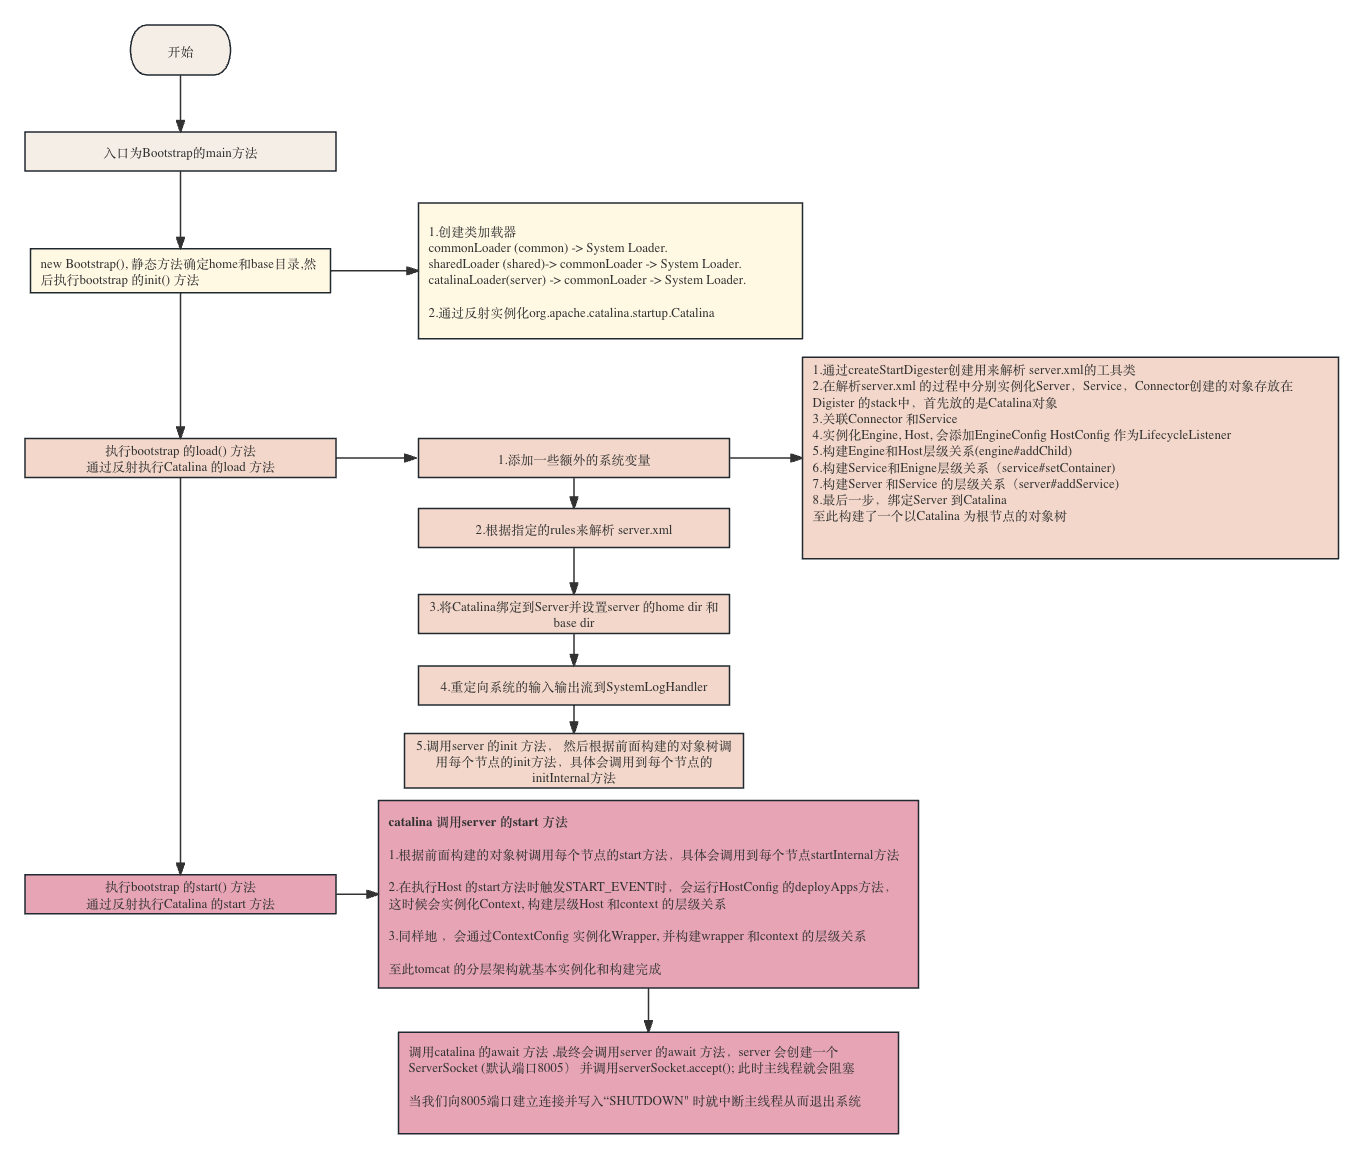 开始
入口为Bootstrap的main方法
new Bootstrap(), 静态方法确定home和base目录,然
后执行bootstrap 的init() 方法
1.创建类加载器
commonLoader (common) -> System Loader.
sharedLoader (shared)-> commonLoader -> System Loader.
catalinaLoader(server) -> commonLoader -> System Loader.
2.通过反射实例化org.apache.catalina.startup.Catalina
执行bootstrap 的load() 方法
通过反射执行Catalina 的load 方法
1.添加一些额外的系统变量
1.通过createStartDigester创建用来解析 server.xml的工具类
2.在解析server.xml 的过程中分别实例化Server，Service，Connector创建的对象存放在
Digister 的stack中，首先放的是Catalina对象
3.关联Connector 和Service
4.实例化Engine, Host, 会添加EngineConfig HostConfig 作为LifecycleListener
5.构建Engine和Host层级关系(engine#addChild)
6.构建Service和Enigne层级关系（service#setContainer)
7.构建Server 和Service 的层级关系（server#addService)
8.最后一步，绑定Server 到Catalina
至此构建了一个以Catalina 为根节点的对象树
2.根据指定的rules来解析 server.xml
3.将Catalina绑定到Server并设置server 的home dir 和
base dir
4.重定向系统的输入输出流到SystemLogHandler
5.调用server 的init 方法， 然后根据前面构建的对象树调
用每个节点的init方法，具体会调用到每个节点的
initInternal方法
执行bootstrap 的start() 方法
通过反射执行Catalina 的start 方法
catalina 调用server 的start 方法
1.根据前面构建的对象树调用每个节点的start方法，具体会调用到每个节点startInternal方法
2.在执行Host 的start方法时触发START_EVENT时，会运行HostConfig 的deployApps方法，
这时候会实例化Context, 构建层级Host 和context 的层级关系
3.同样地 ，会通过ContextConfig 实例化Wrapper, 并构建wrapper 和context 的层级关系
至此tomcat 的分层架构就基本实例化和构建完成
调用catalina 的await 方法 ,最终会调用server 的await 方法，server 会创建一个
ServerSocket (默认端口8005） 并调用serverSocket.accept(); 此时主线程就会阻塞
当我们向8005端口建立连接并写入“SHUTDOWN" 时就中断主线程从而退出系统